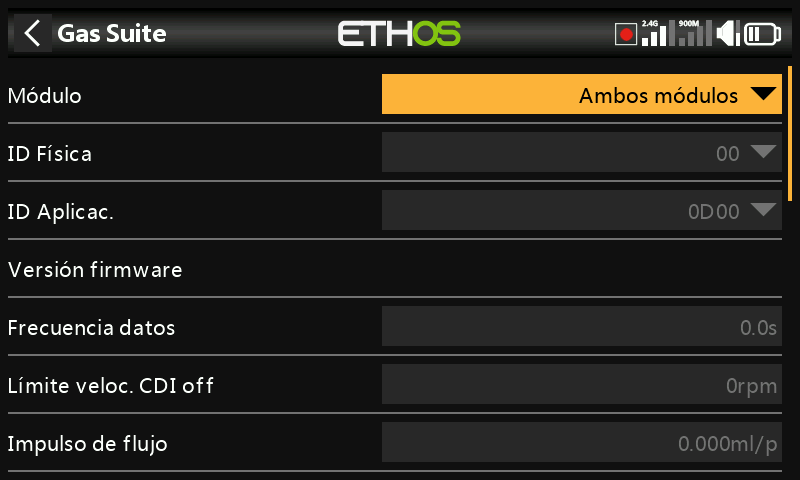 Gas Suite
ETHOS
2.4G
900M
Módulo
Ambos módulos
ID Física
00
ID Aplicac.
0D00
Versión firmware
Frecuencia datos
0.0s
Límite veloc. CDI off
0rpm
Impulso de flujo
0.000ml/p